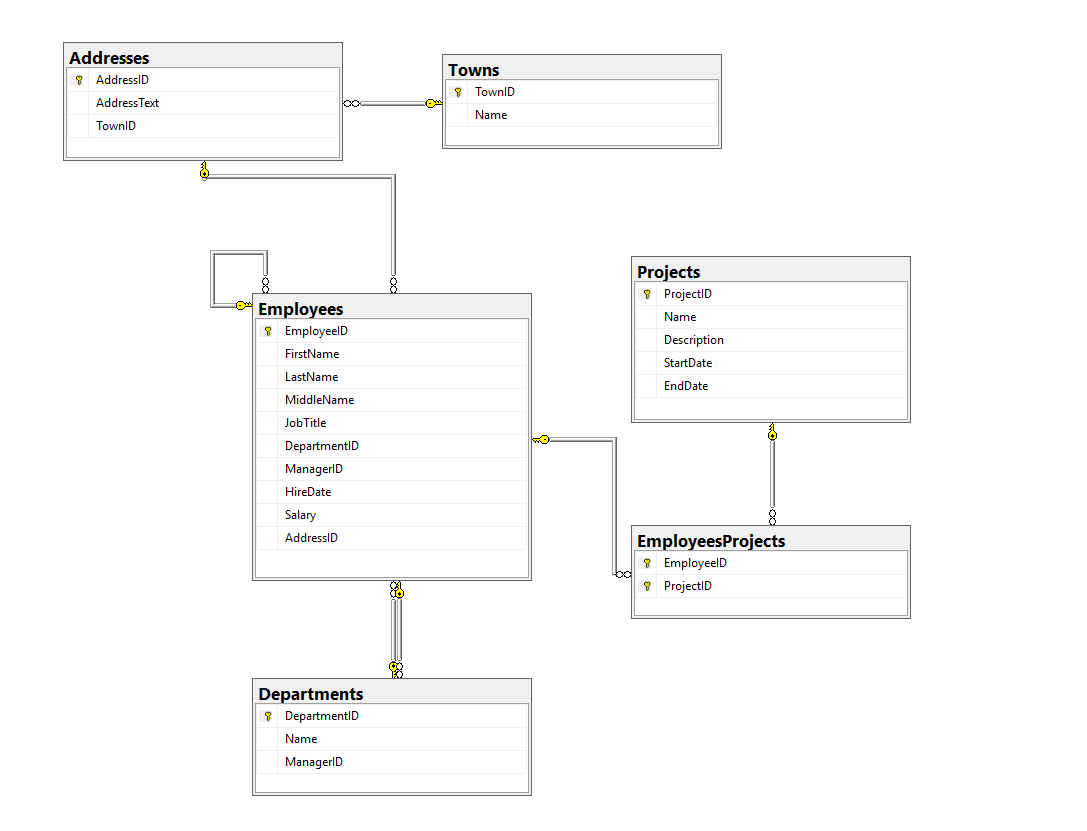 Addresses
AddressID
AddressText
TownID
Towns
TownID
Name
Employees
EmployeeID
FirstName
LastName
MiddleName
JobTitle
DepartmentID
ManagerID
HireDate
Salary
AddressID
Projects
ProjectID
Name
Description
StartDate
EndDate
EmployeesProjects
EmployeeID
ProjectID
Departments
DepartmentID
Name
ManagerID